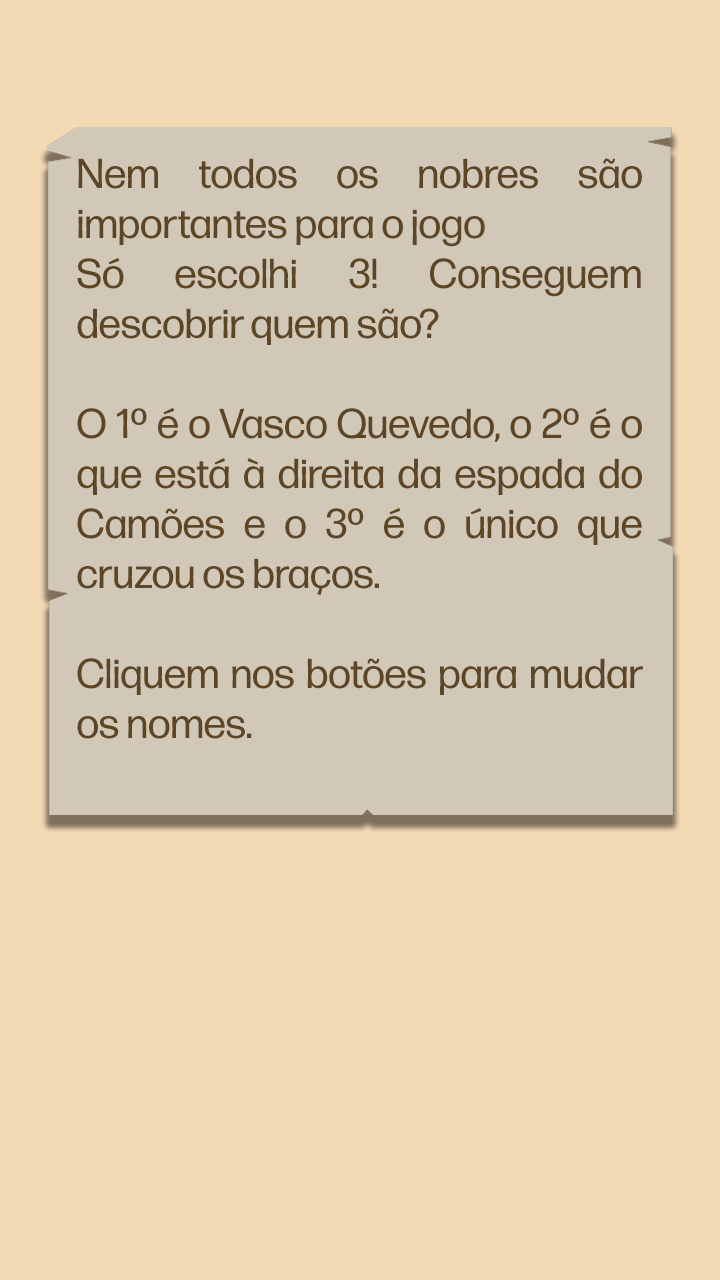 Nem todos os nobres são
importantes para o jogo
Só escolhi 3! Conseguem
descobrir quem são?
O 1º é o Vasco Quevedo, o 2º é o
que está à direita da espada do
Camões e o 3º é o único que
cruzou os braços.
Cliquem nos botões para mudar
os nomes.